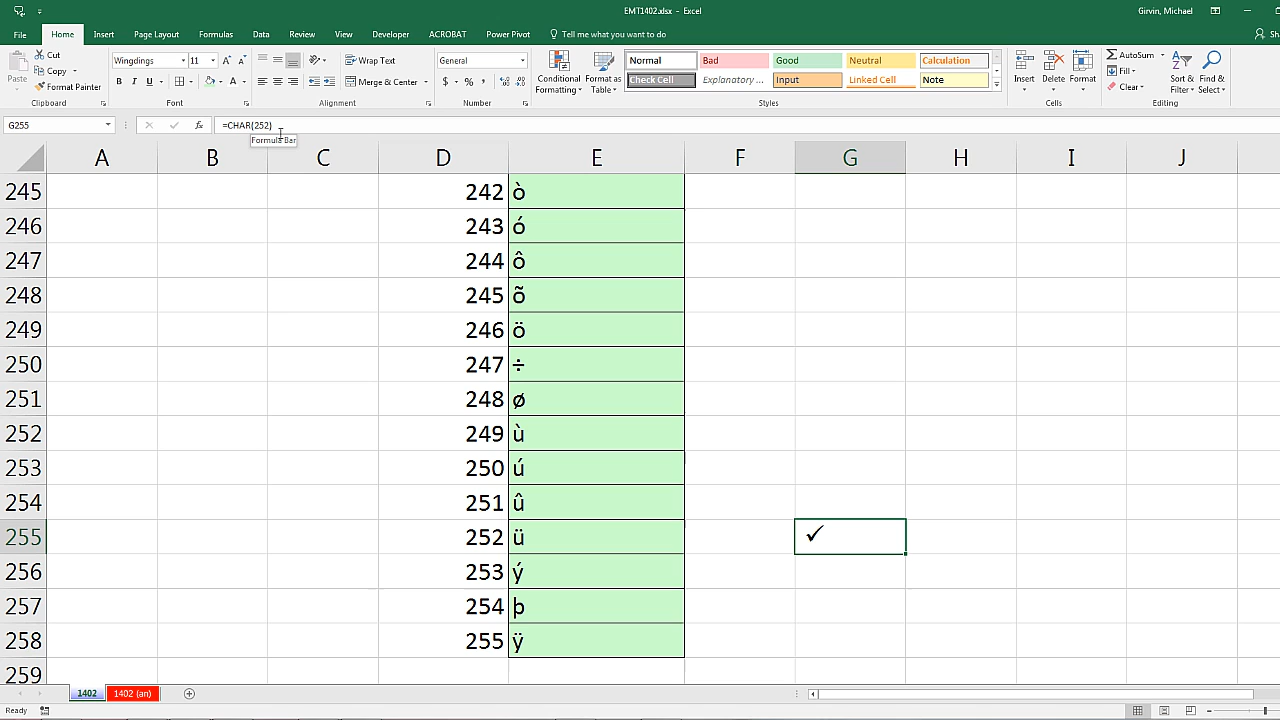 EMT1402.xlsx - Excel
Girvin, Michael
File Home Insert Page Layout Formulas Data Review View Developer ACROBAT Power Pivot Tell me what you want to do
Cut
Copy
Format Painter
Paste
Clipboard
Wingdings 11
B I U
Font
Wrap Text
Merge & Center
Alignment
General
$ % ,
Number
Conditional Formatting
Format as Table
Normal Bad Good Neutral Calculation
Check Cell Explanatory ... Input Linked Cell Note
Styles
Insert Delete Format
Cells
AutoSum
Fill
Clear
Sort & Filter
Find & Select
Editing
G255 fx =CHAR(252)
Formula Bar
A B C D E F G H I J
245 242 ò
246 243 ó
247 244 ô
248 245 õ
249 246 ö
250 247 ÷
251 248 ø
252 249 ù
253 250 ú
254 251 û
255 252 ü ✓
256 253 ý
257 254 þ
258 255 ÿ
259
1402 1402 (an)
Ready